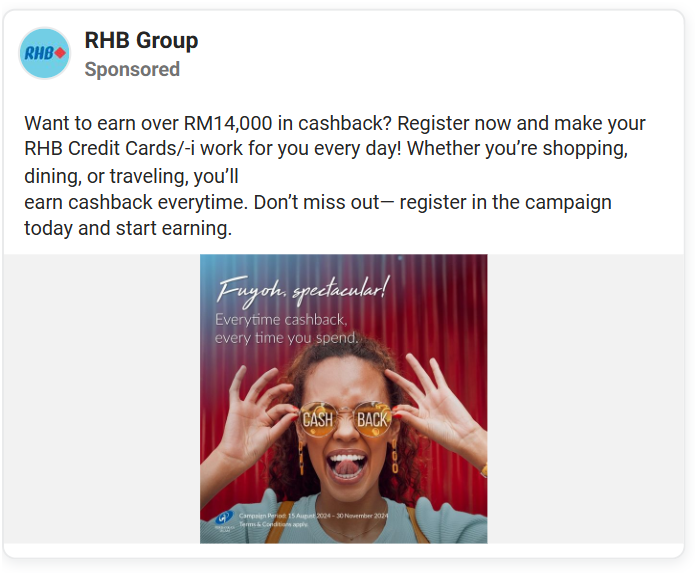 RHB
RHB Group
Sponsored
Want to earn over RM14,000 in cashback? Register now and make your
RHB Credit Cards/-i work for you every day! Whether you’re shopping,
dining, or traveling, you’ll
earn cashback everytime. Don’t miss out— register in the campaign
today and start earning.
Fuyoh, spectacular!
Everytime cashback,
every time you spend.
CASH BACK
Campaign Period: 15 August 2024 – 30 November 2024
Terms & Conditions apply.